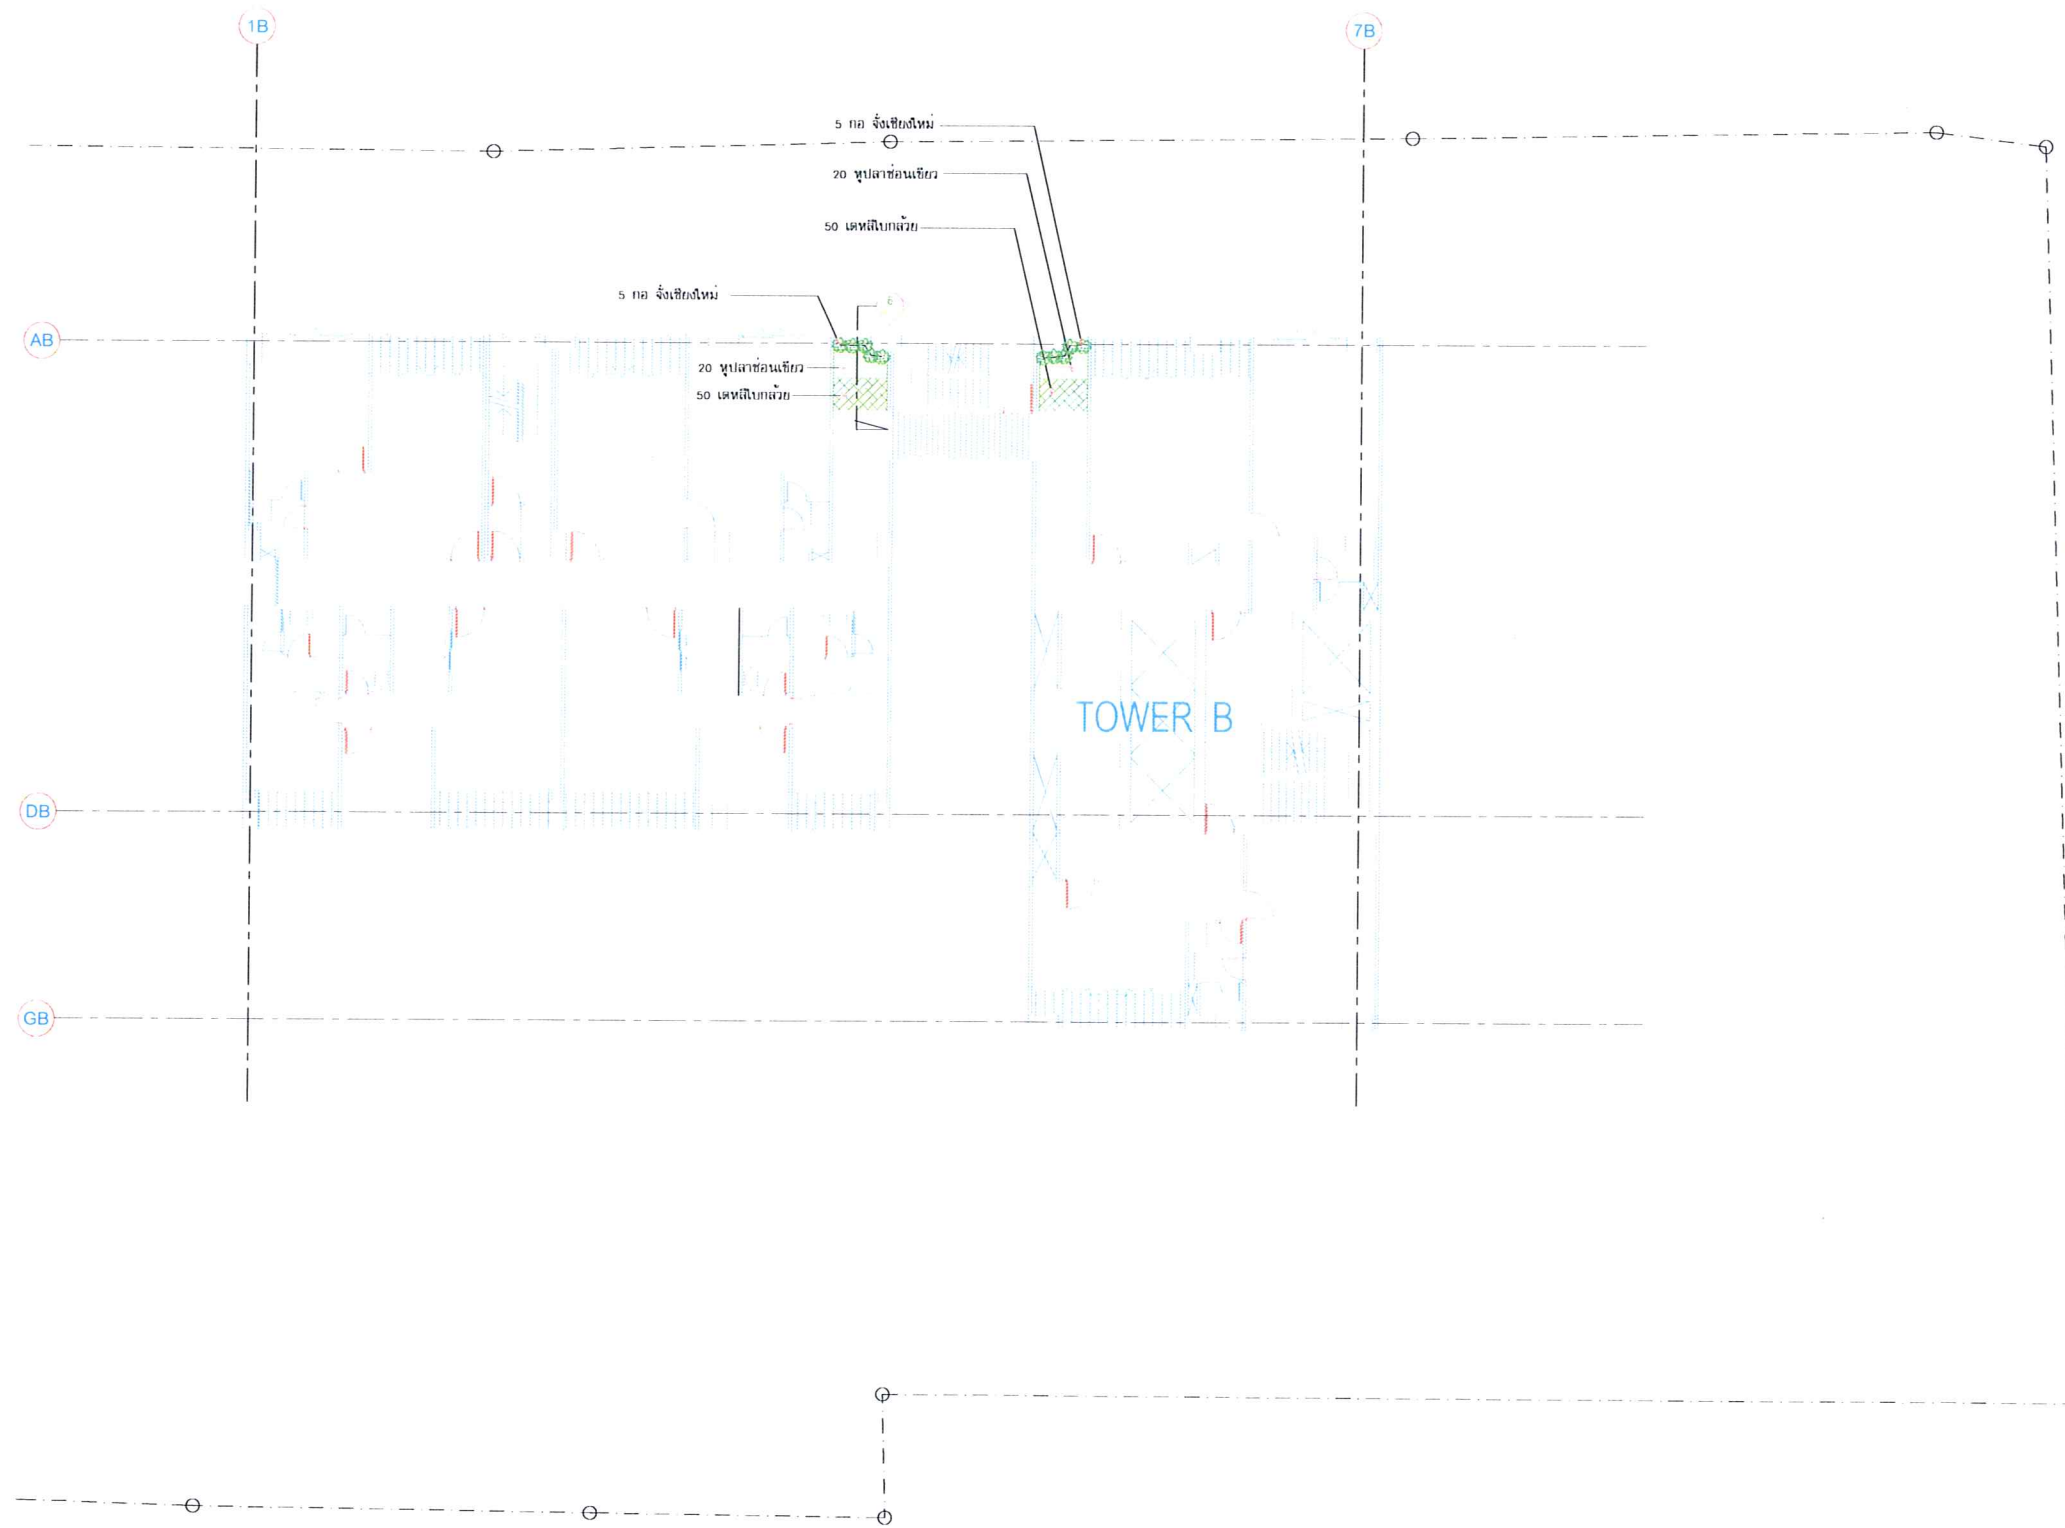 1B
7B
5 กอ จั๋งเชียงใหม่
20 หูปลาช่อนเขียว
50 เดหลีใบกล้วย
5 กอ จั๋งเชียงใหม่
6
AB
20 หูปลาช่อนเขียว
50 เดหลีใบกล้วย
TOWER B
DB
GB